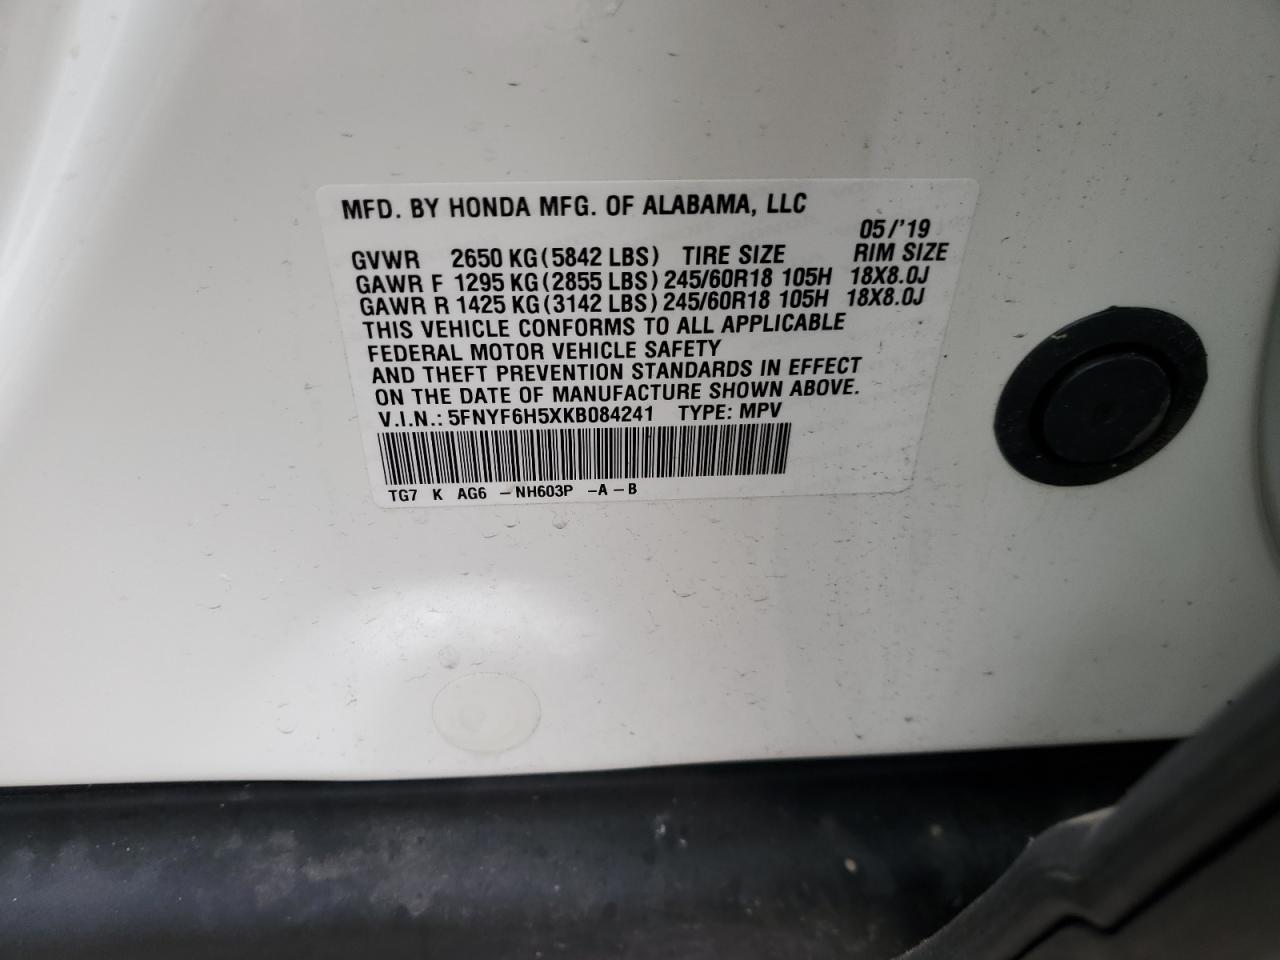 MFD. BY HONDA MFG. OF ALABAMA, LLC
05/'19
GVWR 2650 KG(5842 LBS) TIRE SIZE RIM SIZE
GAWR F 1295 KG(2855 LBS) 245/60R18 105H 18X8.0J
GAWR R 1425 KG(3142 LBS) 245/60R18 105H 18X8.0J
THIS VEHICLE CONFORMS TO ALL APPLICABLE
FEDERAL MOTOR VEHICLE SAFETY
AND THEFT PREVENTION STANDARDS IN EFFECT
ON THE DATE OF MANUFACTURE SHOWN ABOVE.
V.I.N.: 5FNYF6H5XKB084241 TYPE: MPV
TG7 K AG6 -NH603P -A-B